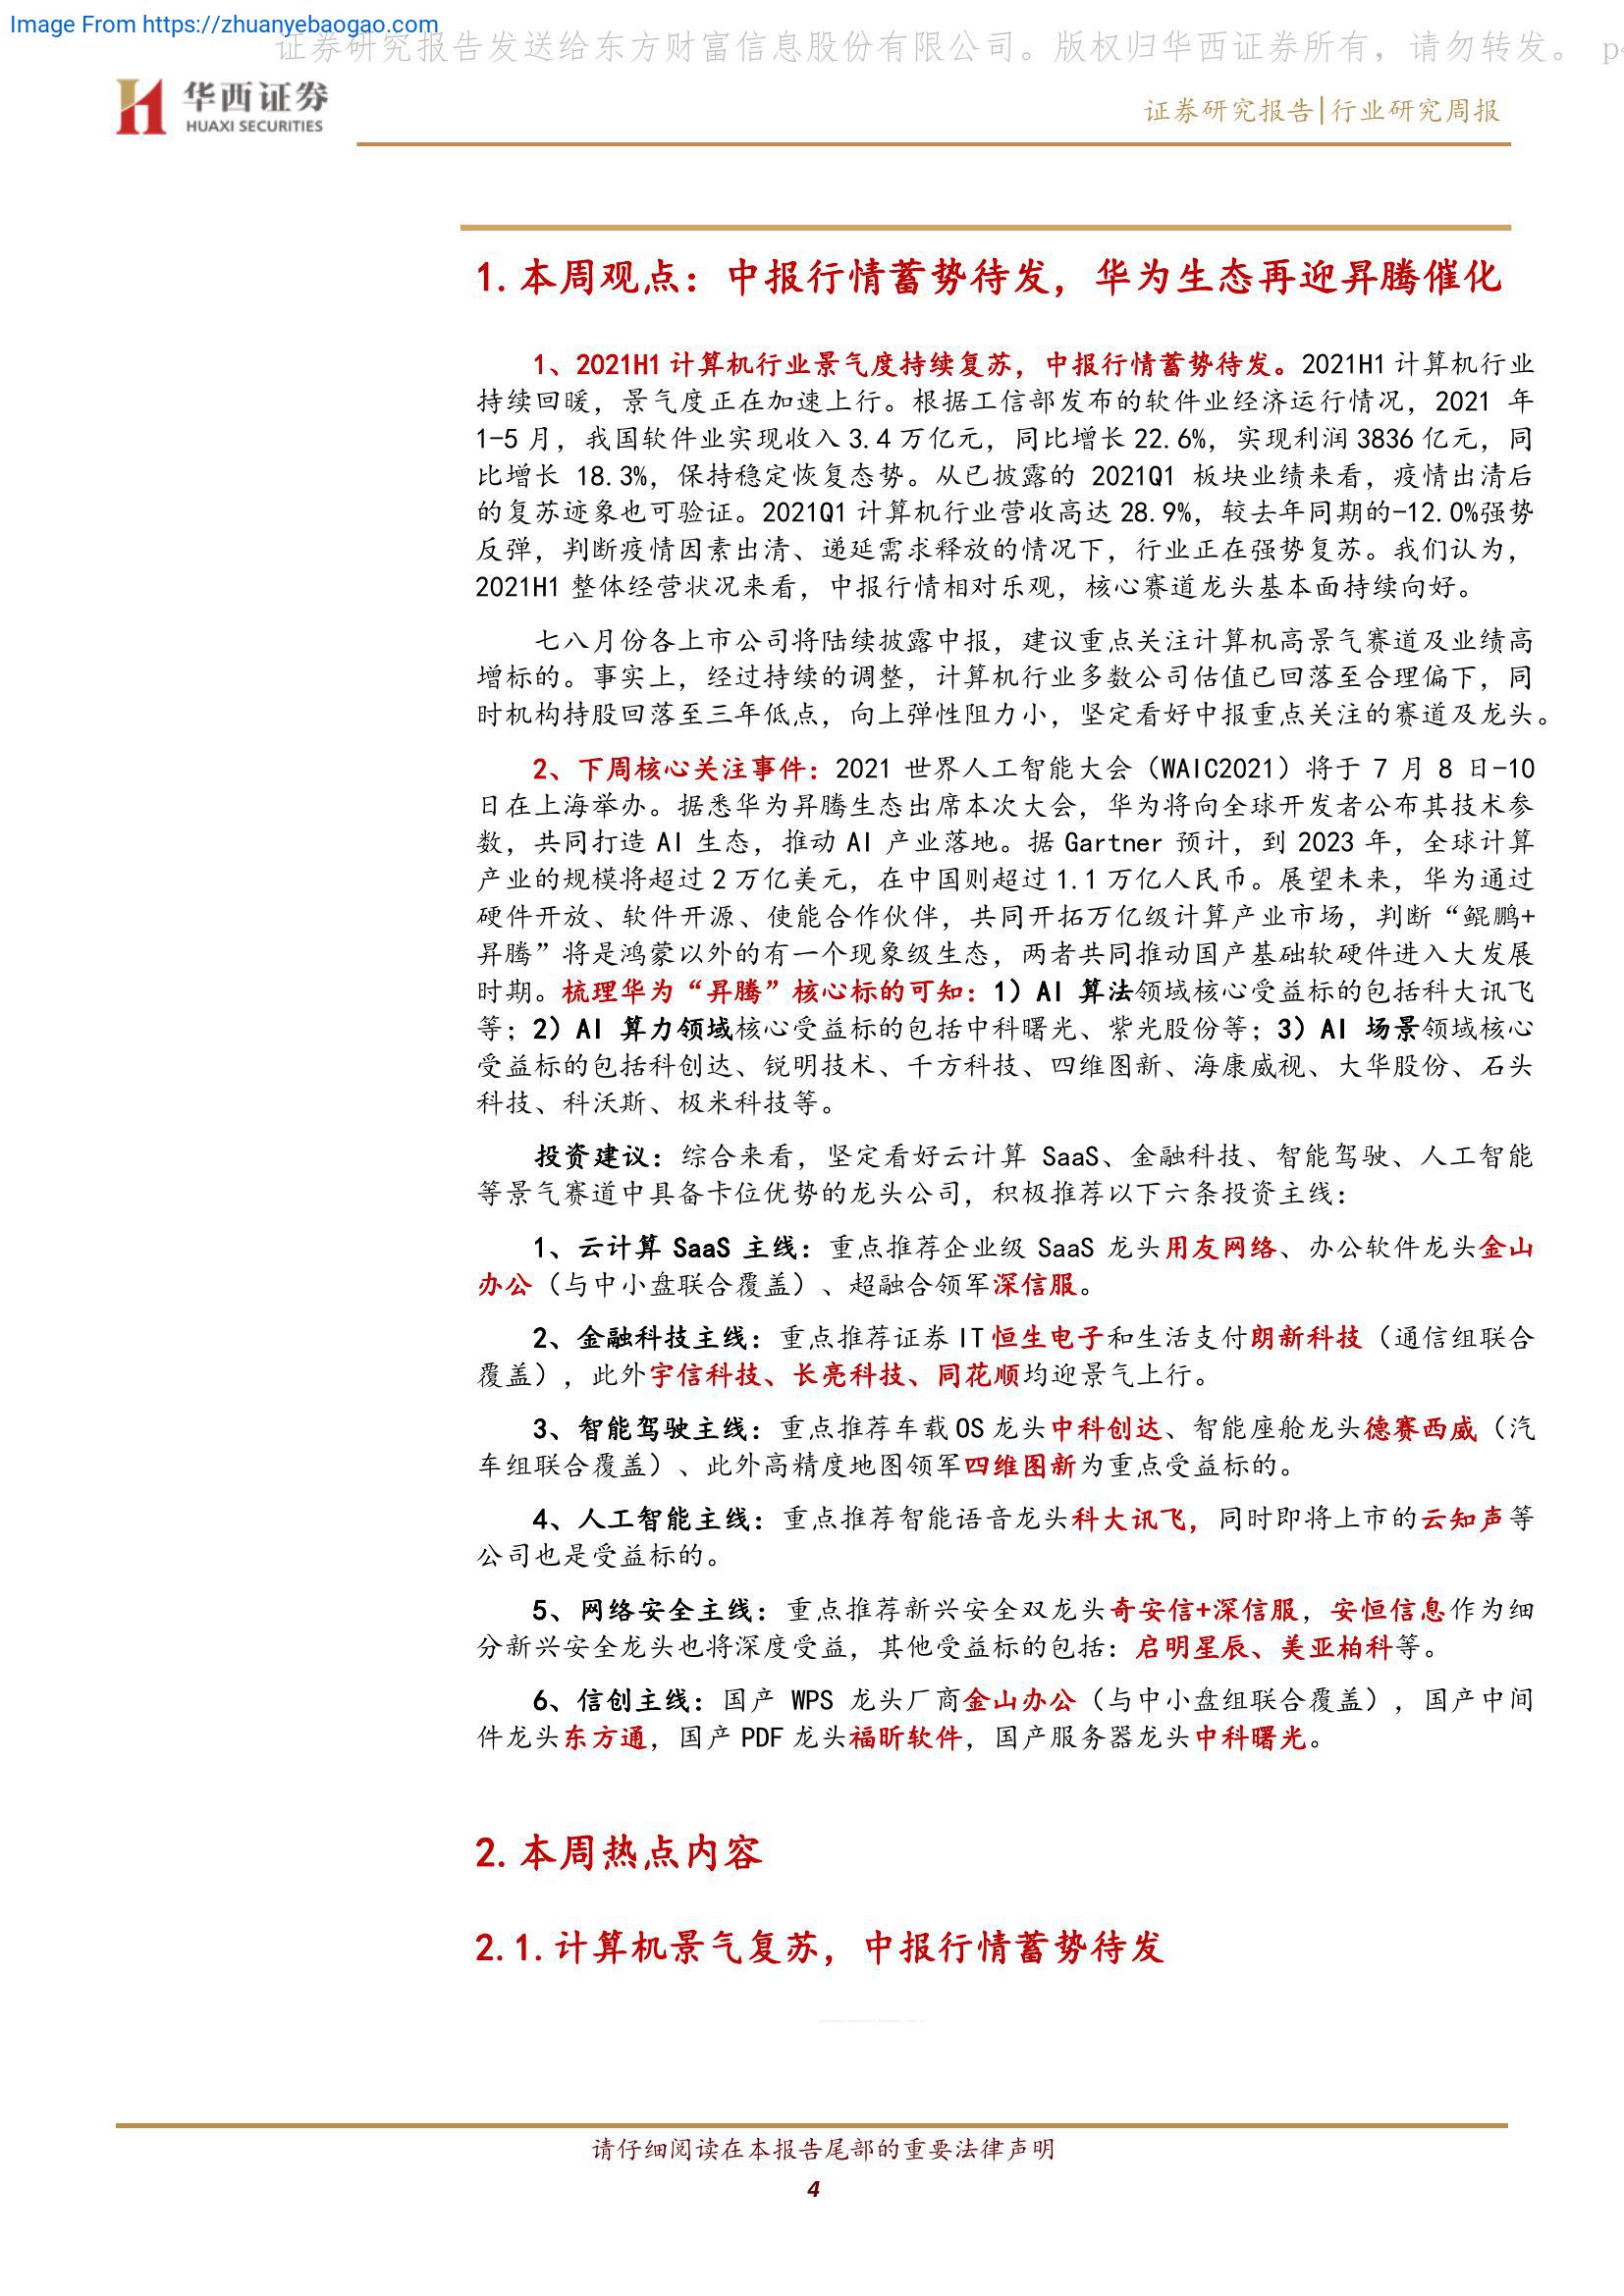 Image From https://zhuanyebaogao.com
证券研究报告发送给东方财富信息股份有限公司。版权归华西证券所有，请勿转发。 p4
华西证券
HUAXI SECURITIES
证券研究报告|行业研究周报
1.本周观点：中报行情蓄势待发，华为生态再迎昇腾催化
1、2021H1 计算机行业景气度持续复苏，中报行情蓄势待发。2021H1 计算机行业
持续回暖，景气度正在加速上行。根据工信部发布的软件业经济运行情况，2021 年
1-5 月，我国软件业实现收入 3.4 万亿元，同比增长 22.6%，实现利润 3836 亿元，同
比增长 18.3%，保持稳定恢复态势。从已披露的 2021Q1 板块业绩来看，疫情出清后
的复苏迹象也可验证。2021Q1 计算机行业营收高达 28.9%，较去年同期的-12.0%强势
反弹，判断疫情因素出清、递延需求释放的情况下，行业正在强势复苏。我们认为，
2021H1 整体经营状况来看，中报行情相对乐观，核心赛道龙头基本面持续向好。
七八月份各上市公司将陆续披露中报，建议重点关注计算机高景气赛道及业绩高
增标的。事实上，经过持续的调整，计算机行业多数公司估值已回落至合理偏下，同
时机构持股回落至三年低点，向上弹性阻力小，坚定看好中报重点关注的赛道及龙头。
2、下周核心关注事件：2021 世界人工智能大会（WAIC2021）将于 7 月 8 日-10
日在上海举办。据悉华为昇腾生态出席本次大会，华为将向全球开发者公布其技术参
数，共同打造 AI 生态，推动 AI 产业落地。据 Gartner 预计，到 2023 年，全球计算
产业的规模将超过 2 万亿美元，在中国则超过 1.1 万亿人民币。展望未来，华为通过
硬件开放、软件开源、使能合作伙伴，共同开拓万亿级计算产业市场，判断“鲲鹏+
昇腾”将是鸿蒙以外的有一个现象级生态，两者共同推动国产基础软硬件进入大发展
时期。梳理华为“昇腾”核心标的可知：1）AI 算法领域核心受益标的包括科大讯飞
等；2）AI 算力领域核心受益标的包括中科曙光、紫光股份等；3）AI 场景领域核心
受益标的包括科创达、锐明技术、千方科技、四维图新、海康威视、大华股份、石头
科技、科沃斯、极米科技等。
投资建议：综合来看，坚定看好云计算 SaaS、金融科技、智能驾驶、人工智能
等景气赛道中具备卡位优势的龙头公司，积极推荐以下六条投资主线：
1、云计算 SaaS 主线：重点推荐企业级 SaaS 龙头用友网络、办公软件龙头金山
办公（与中小盘联合覆盖）、超融合领军深信服。
2、金融科技主线：重点推荐证券 IT 恒生电子和生活支付朗新科技（通信组联合
覆盖），此外宇信科技、长亮科技、同花顺均迎景气上行。
3、智能驾驶主线：重点推荐车载 OS 龙头中科创达、智能座舱龙头德赛西威（汽
车组联合覆盖）、此外高精度地图领军四维图新为重点受益标的。
4、人工智能主线：重点推荐智能语音龙头科大讯飞，同时即将上市的云知声等
公司也是受益标的。
5、网络安全主线：重点推荐新兴安全双龙头奇安信+深信服，安恒信息作为细
分新兴安全龙头也将深度受益，其他受益标的包括：启明星辰、美亚柏科等。
6、信创主线：国产 WPS 龙头厂商金山办公（与中小盘组联合覆盖），国产中间
件龙头东方通，国产 PDF 龙头福昕软件，国产服务器龙头中科曙光。
2.本周热点内容
2.1.计算机景气复苏，中报行情蓄势待发
请仔细阅读在本报告尾部的重要法律声明
4